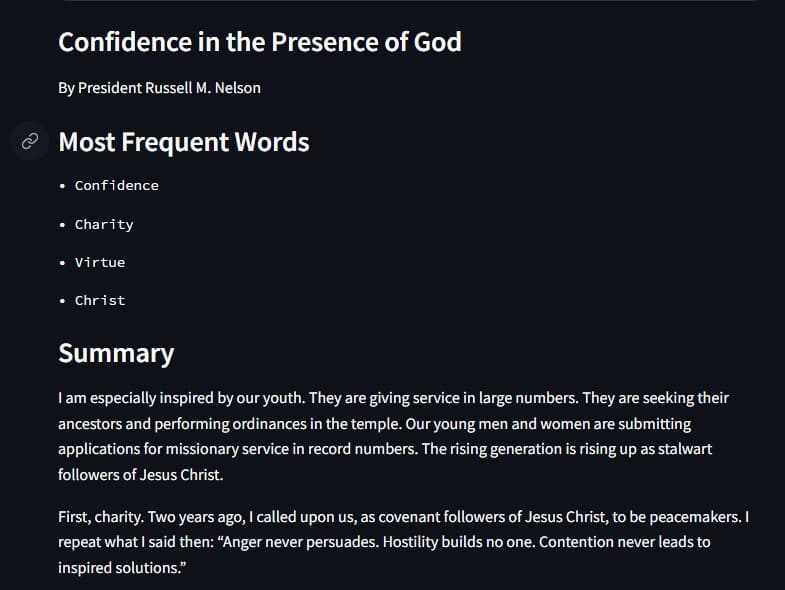 Confidence in the Presence of God
By President Russell M. Nelson
Most Frequent Words
• Confidence
• Charity
• Virtue
• Christ
Summary
I am especially inspired by our youth. They are giving service in large numbers. They are seeking their
ancestors and performing ordinances in the temple. Our young men and women are submitting
applications for missionary service in record numbers. The rising generation is rising up as stalwart
followers of Jesus Christ.
First, charity. Two years ago, I called upon us, as covenant followers of Jesus Christ, to be peacemakers. I
repeat what I said then: “Anger never persuades. Hostility builds no one. Contention never leads to
inspired solutions.”